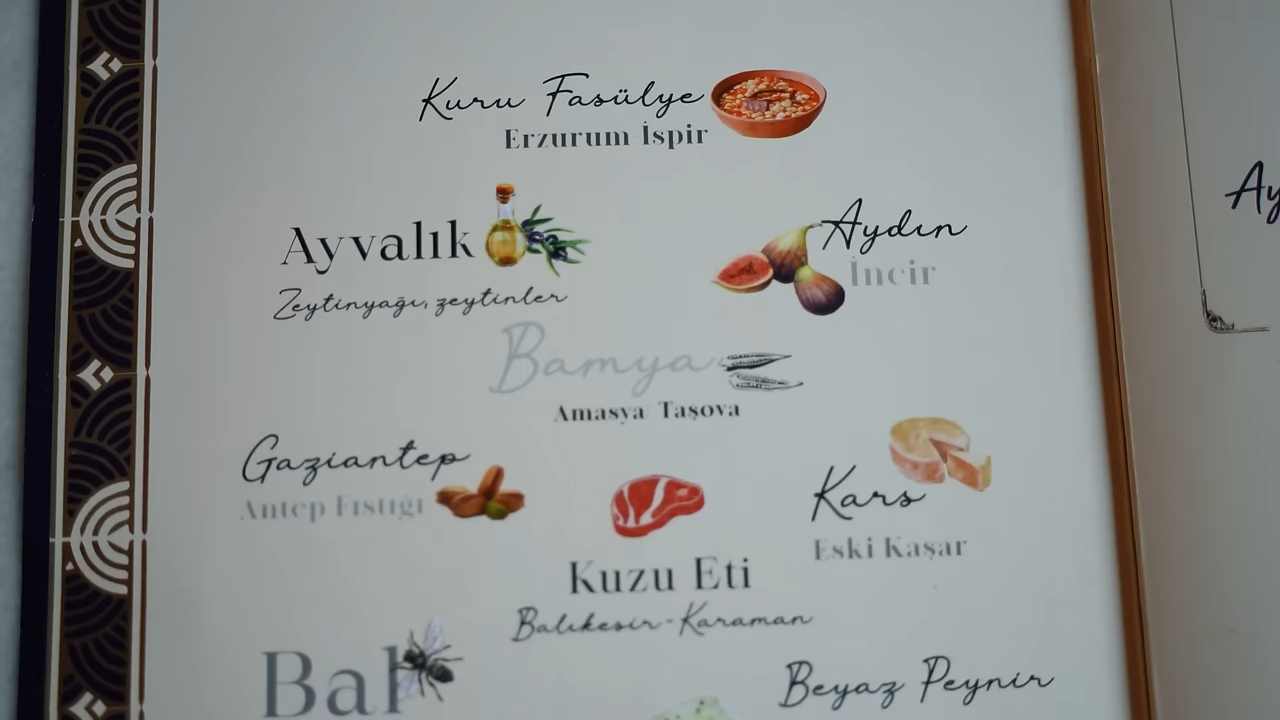 Kuru Fasülye
Erzurum İspir
Ayvalık
Zeytinyağı, zeytinler
Aydın
İncir
Bamya
Amasya Taşova
Gaziantep
Antep Fıstığı
Kars
Eski Kaşar
Kuzu Eti
Balıkesir-Karaman
Bal
Beyaz Peynir
Ay